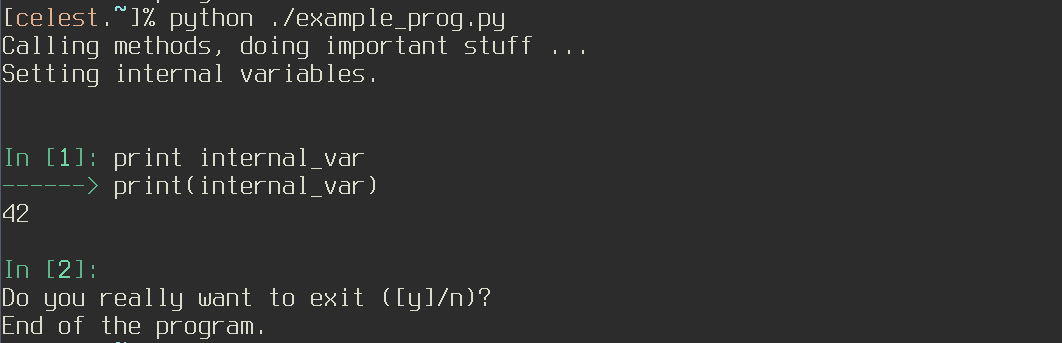 [celest.~]% python ./example_prog.py
Calling methods, doing important stuff ...
Setting internal variables.
In [1]: print internal_var
------> print(internal_var)
42
In [2]:
Do you really want to exit ([y]/n)?
End of the program.